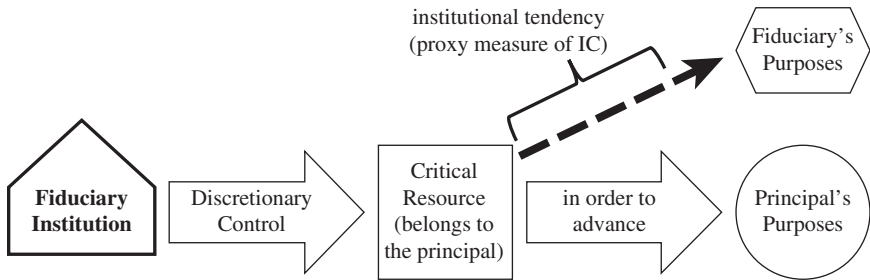 institutional tendency
(proxy measure of IC)
Fiduciary's
Purposes
Fiduciary
Institution
Discretionary
Control
Critical
Resource
(belongs to
the principal)
in order to
advance
Principal's
Purposes